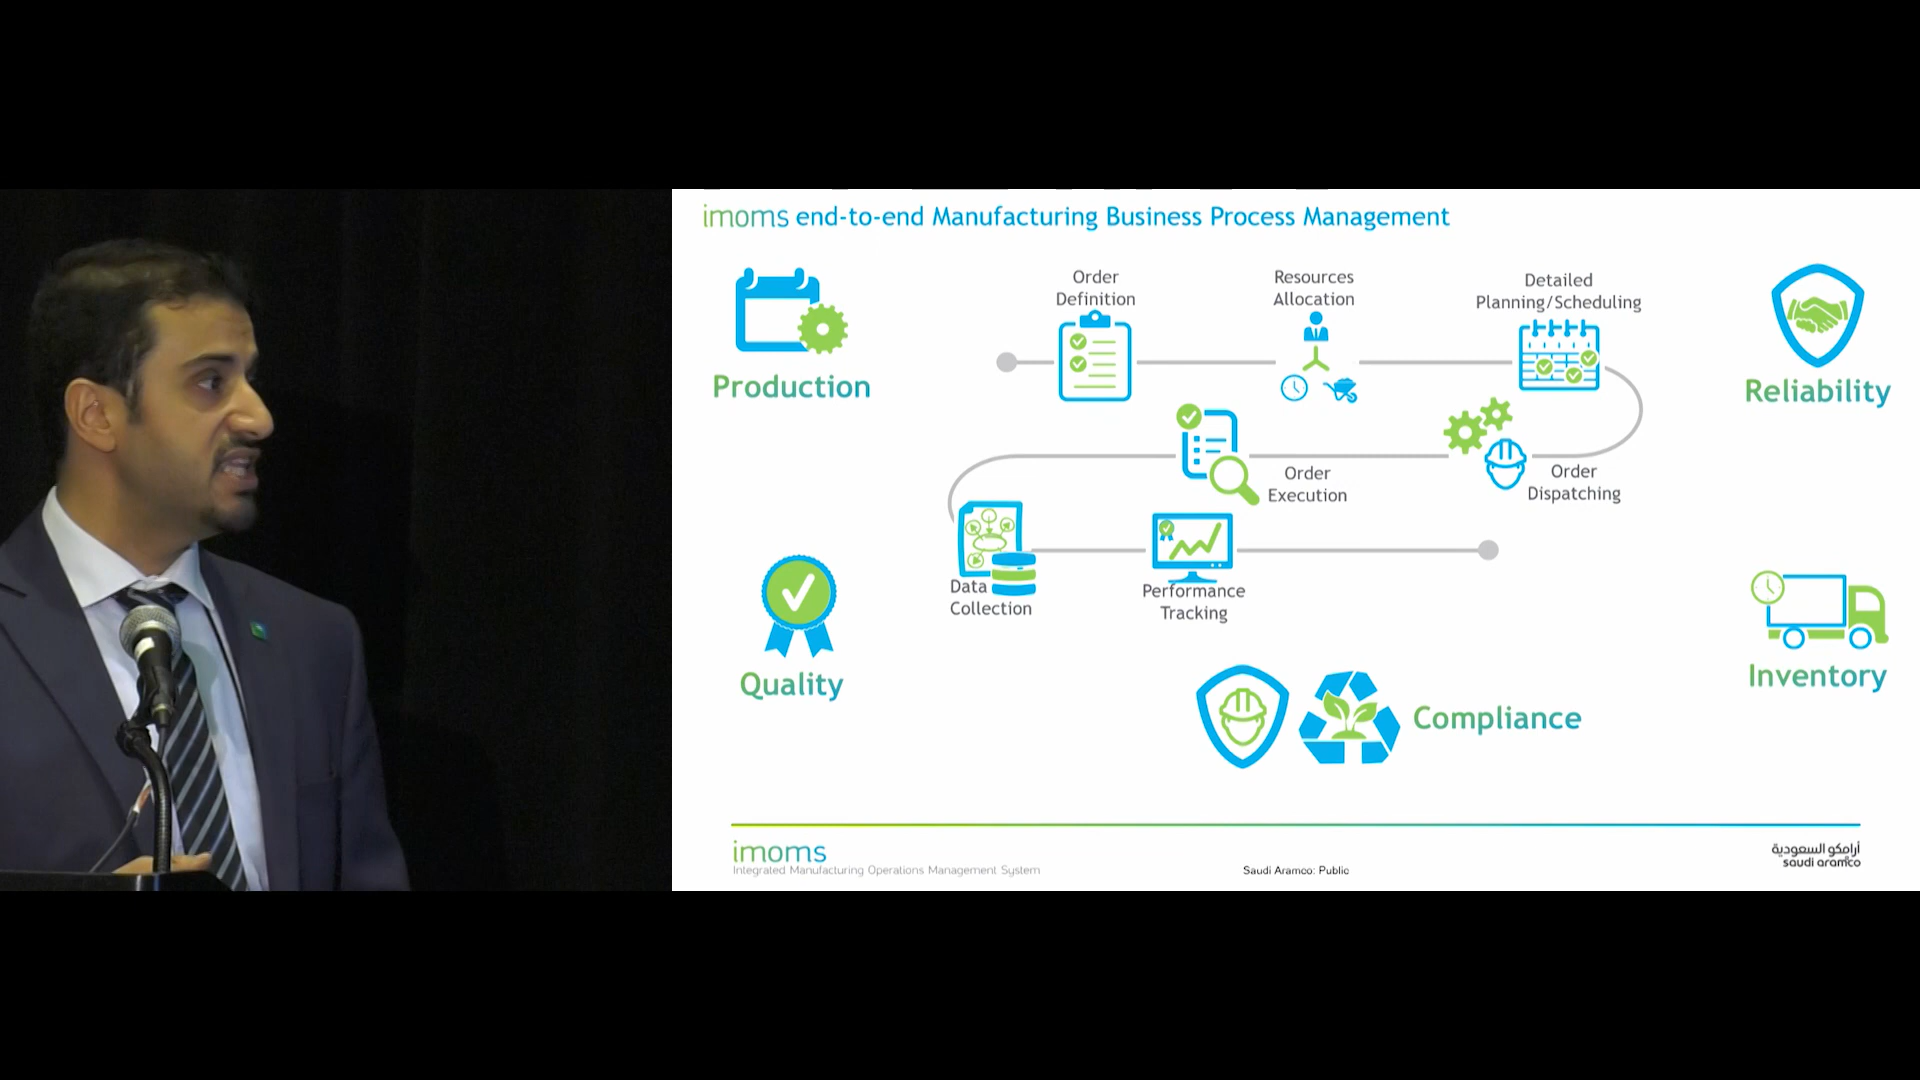 imoms end-to-end Manufacturing Business Process Management
Production
Order
Definition
Resources
Allocation
Detailed
Planning/Scheduling
Reliability
Order
Execution
Order
Dispatching
Data
Collection
Performance
Tracking
Quality
Inventory
Compliance
imoms
Integrated Manufacturing Operations Management System
Saudi Aramco: Public
أرامكو السعودية
saudi aramco